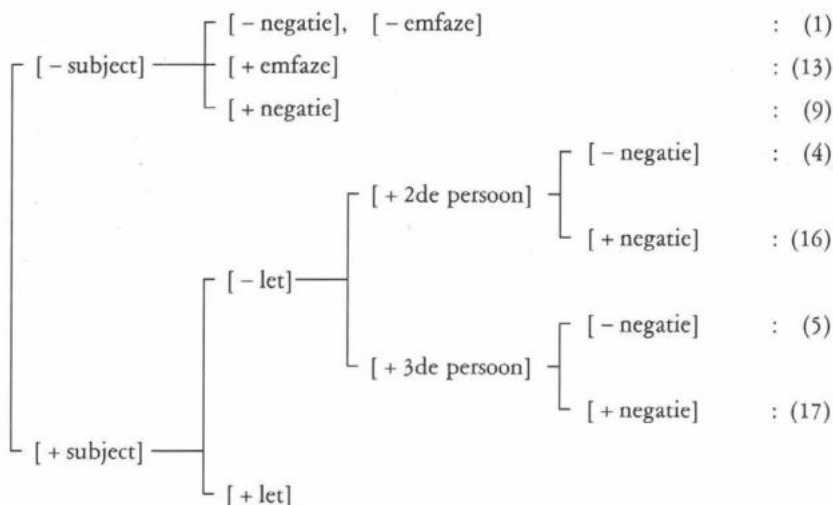 [ – negatie], [ – emfaze] : (1)
[ – subject] [ + emfaze] : (13)
[ + negatie] : (9)
[ – negatie] : (4)
[ + 2de persoon]
[ + negatie] : (16)
[ – let]
[ – negatie] : (5)
[ + 3de persoon]
[ + negatie] : (17)
[ + subject]
[ + let]